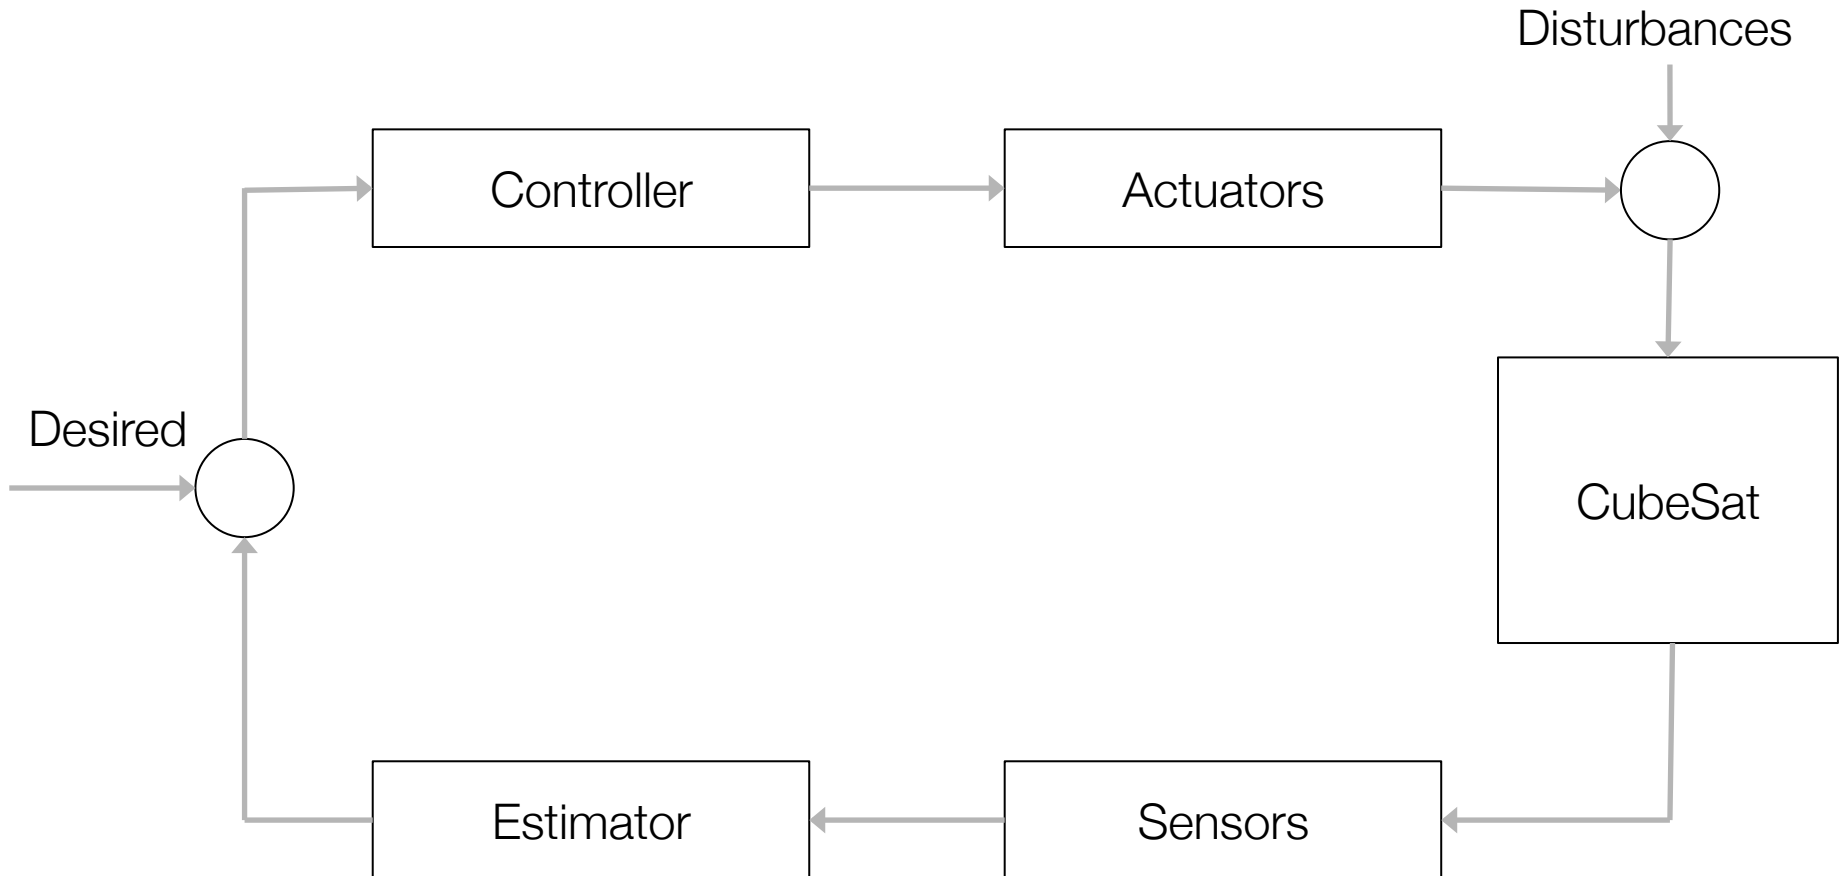 Disturbances
Controller
Actuators
Desired
CubeSat
Estimator
Sensors